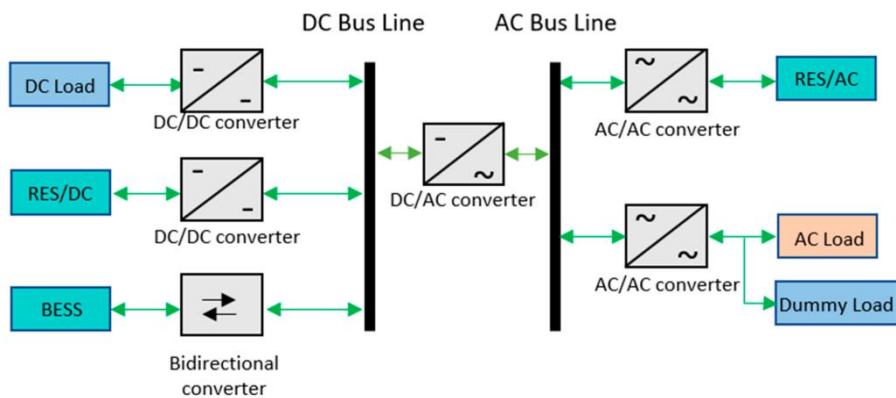 DC Bus Line
AC Bus Line
DC Load
DC/DC converter
RES/DC
DC/DC converter
BESS
Bidirectional
converter
DC/AC converter
~
~
~
AC/AC converter
RES/AC
~
~
AC/AC converter
AC Load
Dummy Load